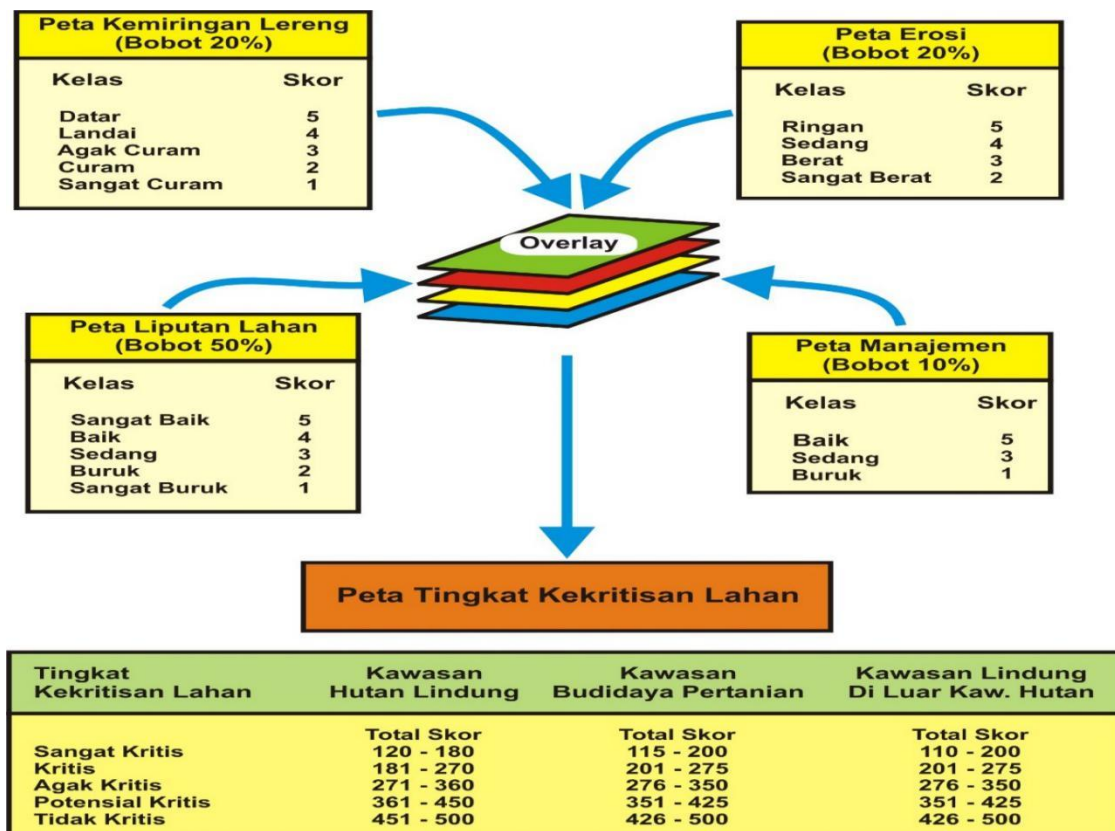 Peta Kemiringan Lereng
(Bobot 20%)
Kelas Skor
Datar 5
Landai 4
Agak Curam 3
Curam 2
Sangat Curam 1
Peta Erosi
(Bobot 20%)
Kelas Skor
Ringan 5
Sedang 4
Berat 3
Sangat Berat 2
Overlay
Peta Liputan Lahan
(Bobot 50%)
Kelas Skor
Sangat Baik 5
Baik 4
Sedang 3
Buruk 2
Sangat Buruk 1
Peta Manajemen
(Bobot 10%)
Kelas Skor
Baik 5
Sedang 3
Buruk 1
Peta Tingkat Kekritisan Lahan
Tingkat Kawasan Kawasan Kawasan Lindung
Kekritisan Lahan Hutan Lindung Budidaya Pertanian Di Luar Kaw. Hutan
Total Skor Total Skor Total Skor
Sangat Kritis 120 - 180 115 - 200 110 - 200
Kritis 181 - 270 201 - 275 201 - 275
Agak Kritis 271 - 360 276 - 350 276 - 350
Potensial Kritis 361 - 450 351 - 425 351 - 425
Tidak Kritis 451 - 500 426 - 500 426 - 500